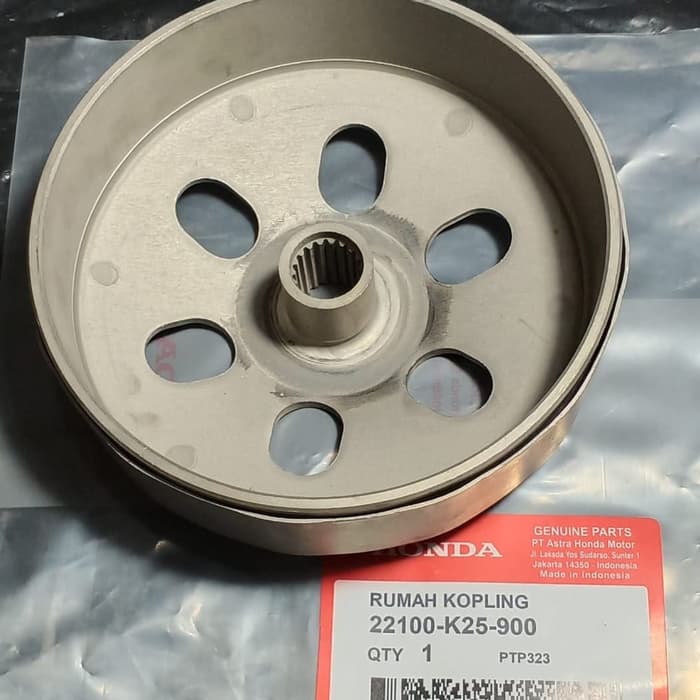 HONDA
GENUINE PARTS
PT Astra Honda Motor
Jl. Laksda Yos Sudarso, Sunter 1
Jakarta 14350 - Indonesia
Made in Indonesia
RUMAH KOPLING
22100-K25-900
QTY 1 PTP323